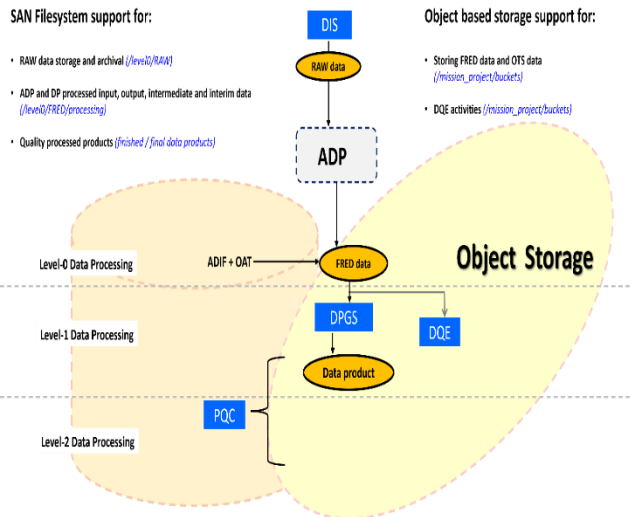 SAN Filesystem support for:
• RAW data storage and archival (/level0/RAW)
• ADP and DP processed input, output, intermediate and interim data
(/level0/FRED/processing)
• Quality processed products (finished / final data products)
DIS
RAW data
Object based storage support for:
• Storing FRED data and OTS data
(/mission_project/buckets)
• DQE activities (/mission_project/buckets)
ADP
Object Storage
Level-0 Data Processing
ADIF + OAT
FRED data
Level-1 Data Processing
DPGS
DQE
Data product
PQC
Level-2 Data Processing